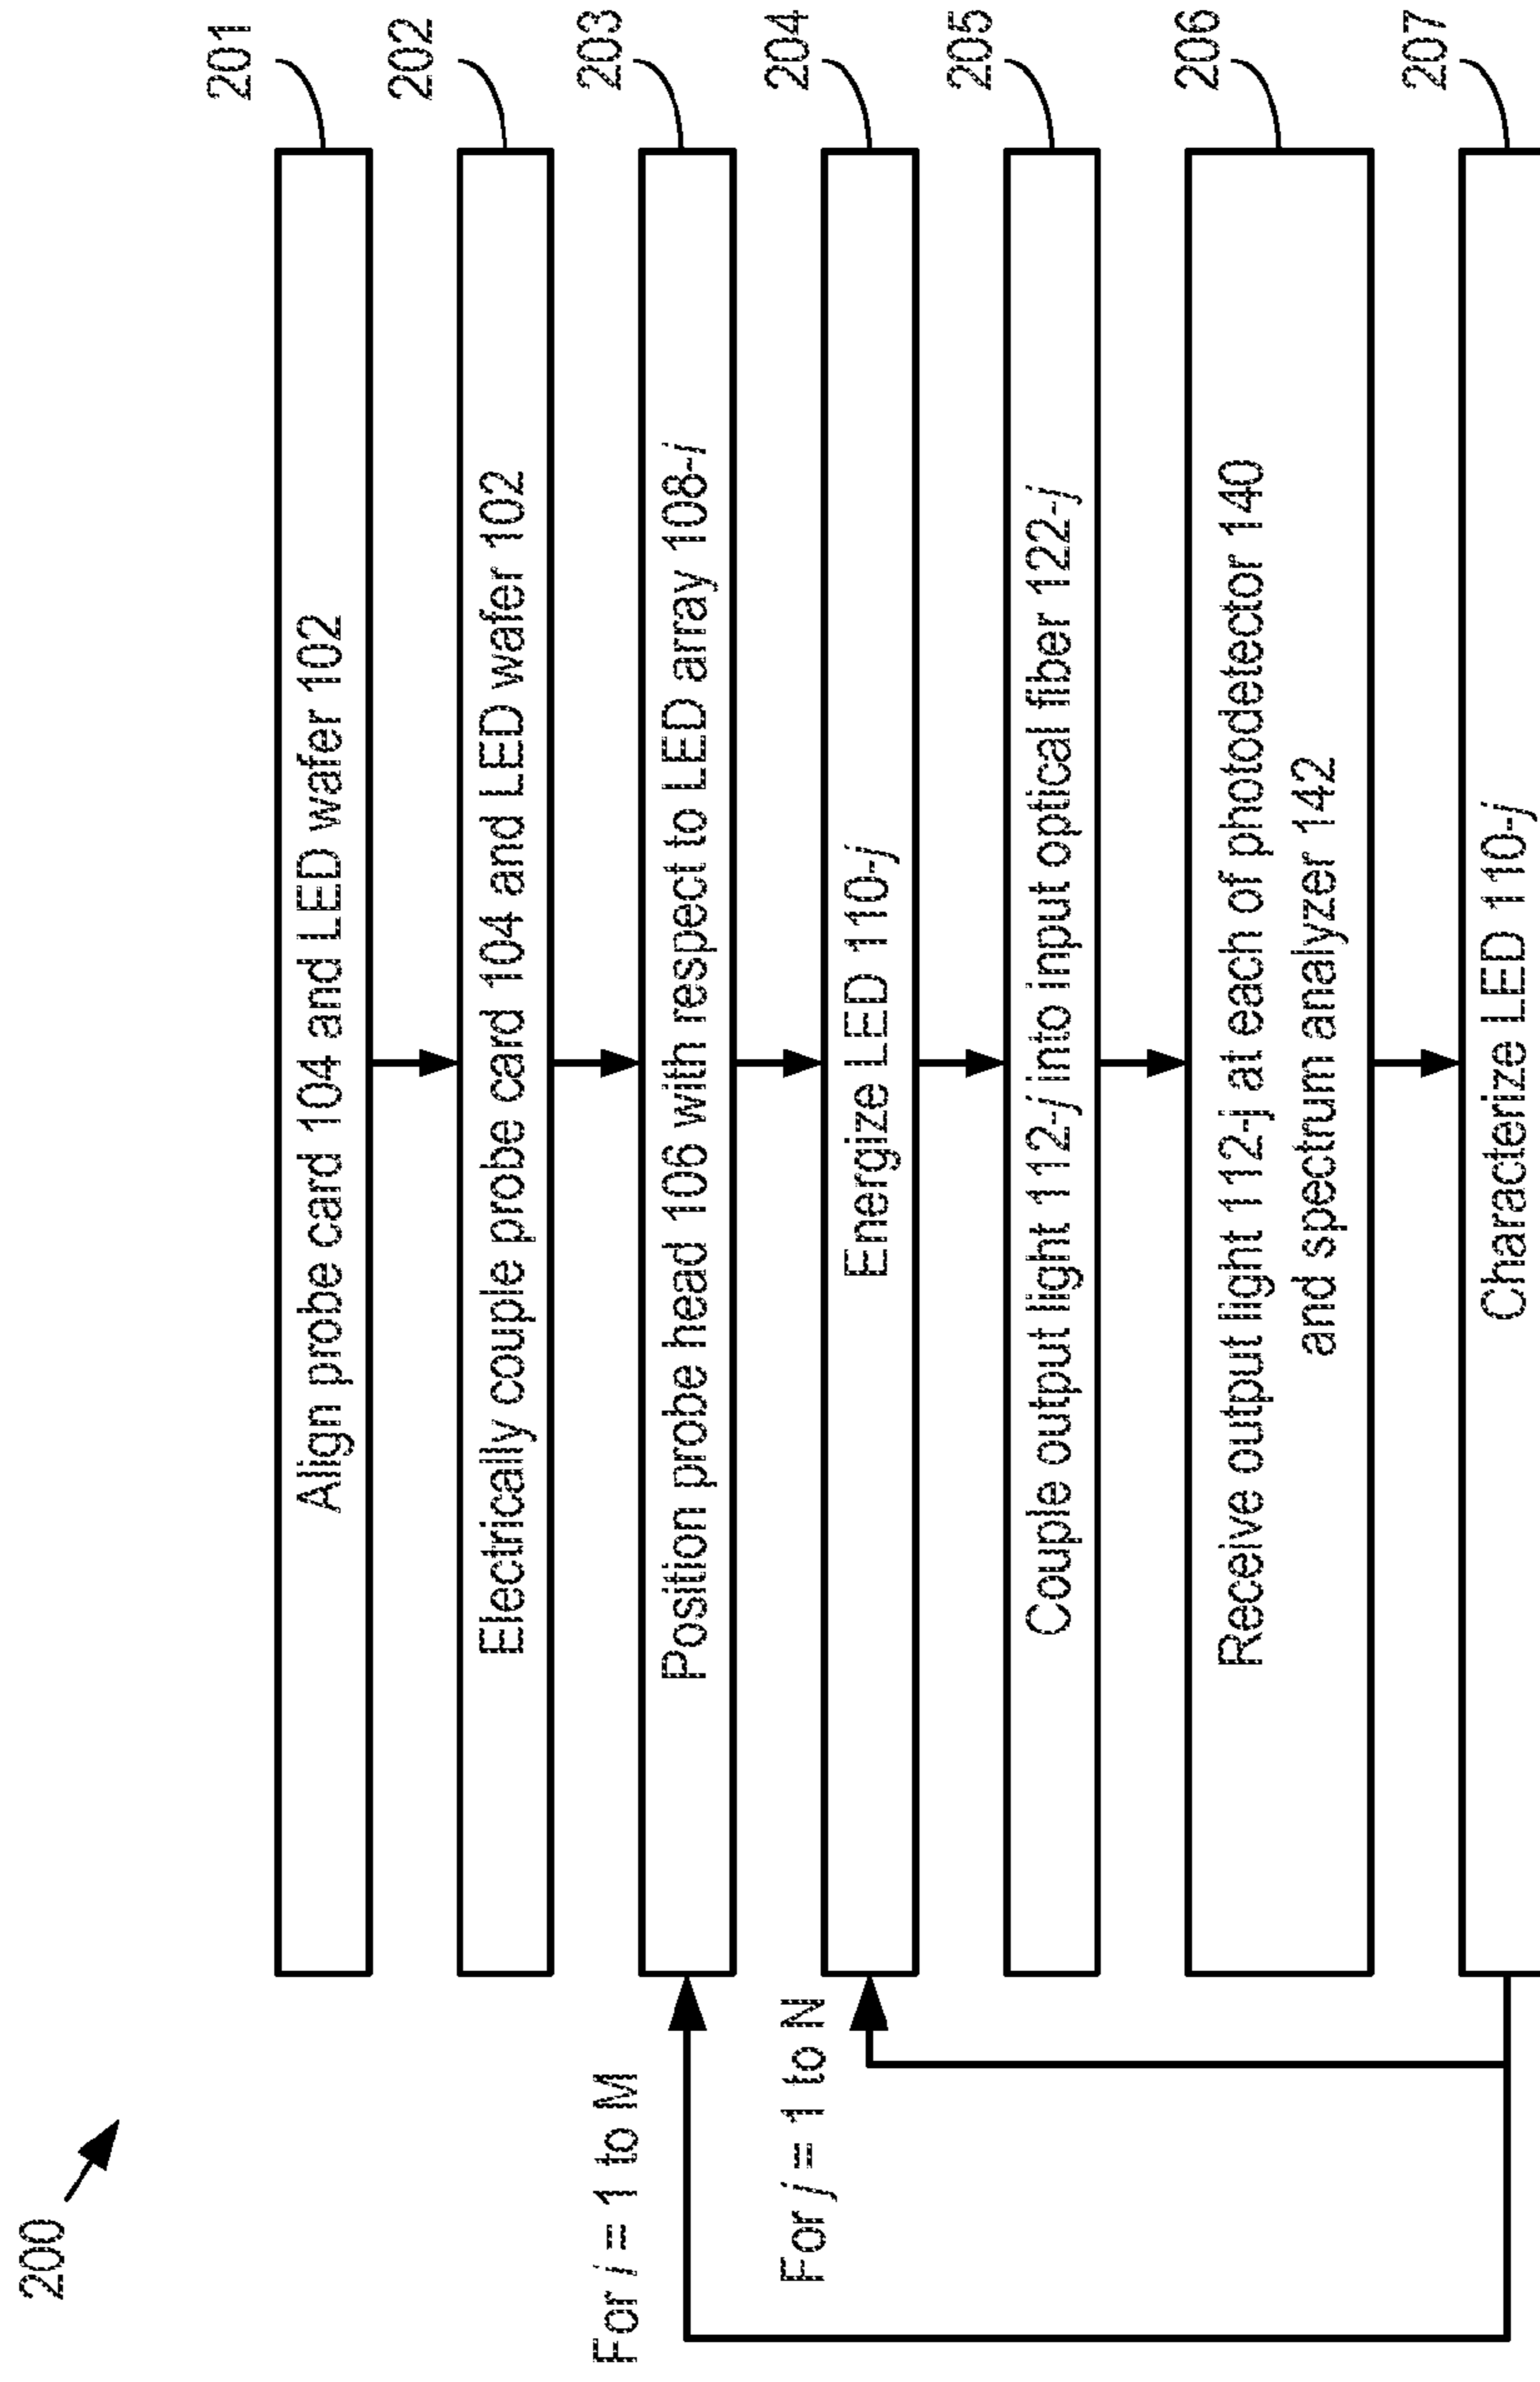 200
Align probe card 104 and LED wafer 102
201
Electrically couple probe card 104 and LED wafer 102
202
For i = 1 to M
Position probe head 106 with respect to LED array 108-i
203
For j = 1 to N
Energize LED 110-j
204
Couple output light 112-j into input optical fiber 122-j
205
Receive output light 112-j at each of photodetector 140
and spectrum analyzer 142
206
Characterize LED 110-j
207